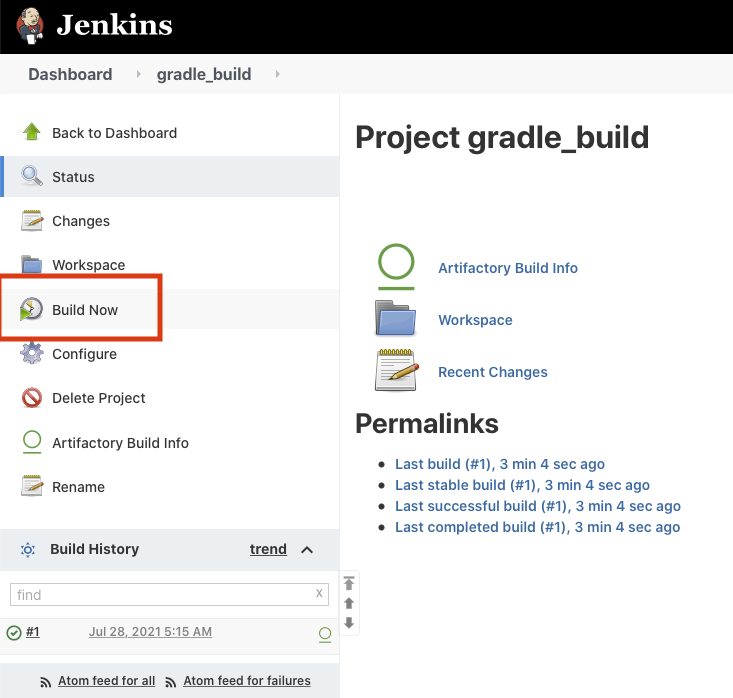 Jenkins
Dashboard gradle_build
Back to Dashboard
Status
Changes
Workspace
Build Now
Configure
Delete Project
Artifactory Build Info
Rename
Build History trend
find x
#1 Jul 28, 2021 5:15 AM
Atom feed for all Atom feed for failures
Project gradle_build
Artifactory Build Info
Workspace
Recent Changes
Permalinks
Last build (#1), 3 min 4 sec ago
Last stable build (#1), 3 min 4 sec ago
Last successful build (#1), 3 min 4 sec ago
Last completed build (#1), 3 min 4 sec ago